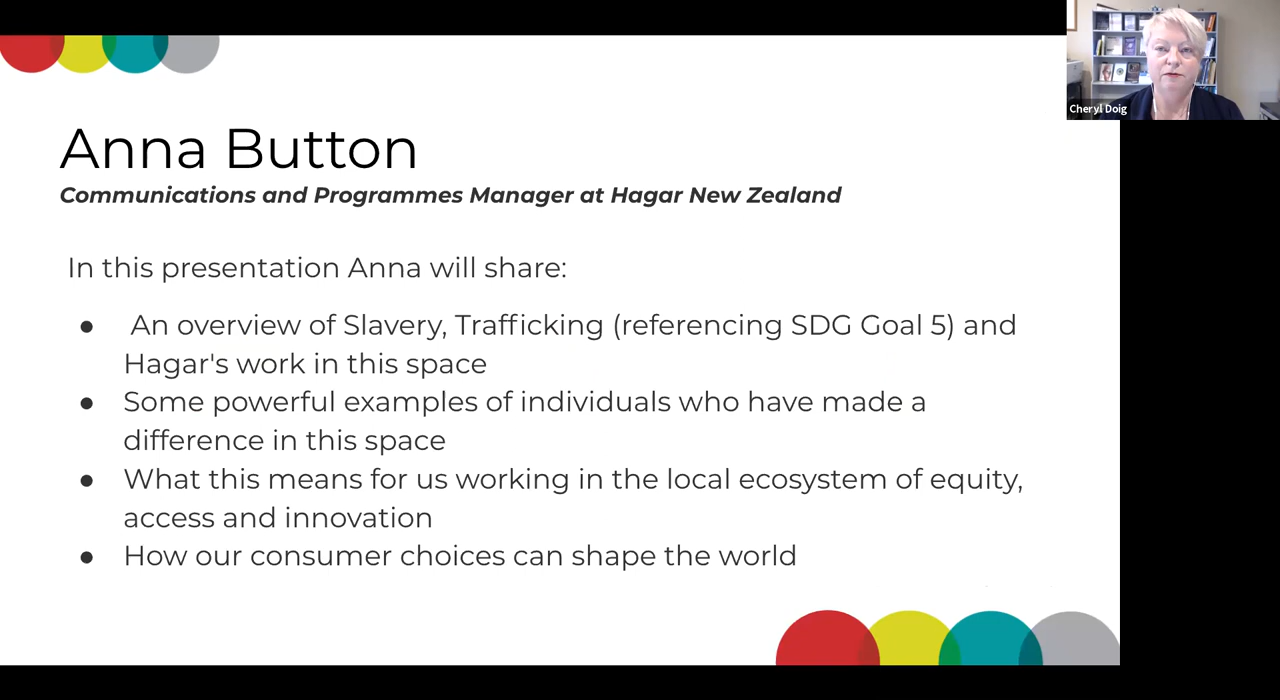 Cheryl Doig
Anna Button
Communications and Programmes Manager at Hagar New Zealand
In this presentation Anna will share:
● An overview of Slavery, Trafficking (referencing SDG Goal 5) and
Hagar's work in this space
● Some powerful examples of individuals who have made a
difference in this space
● What this means for us working in the local ecosystem of equity,
access and innovation
● How our consumer choices can shape the world